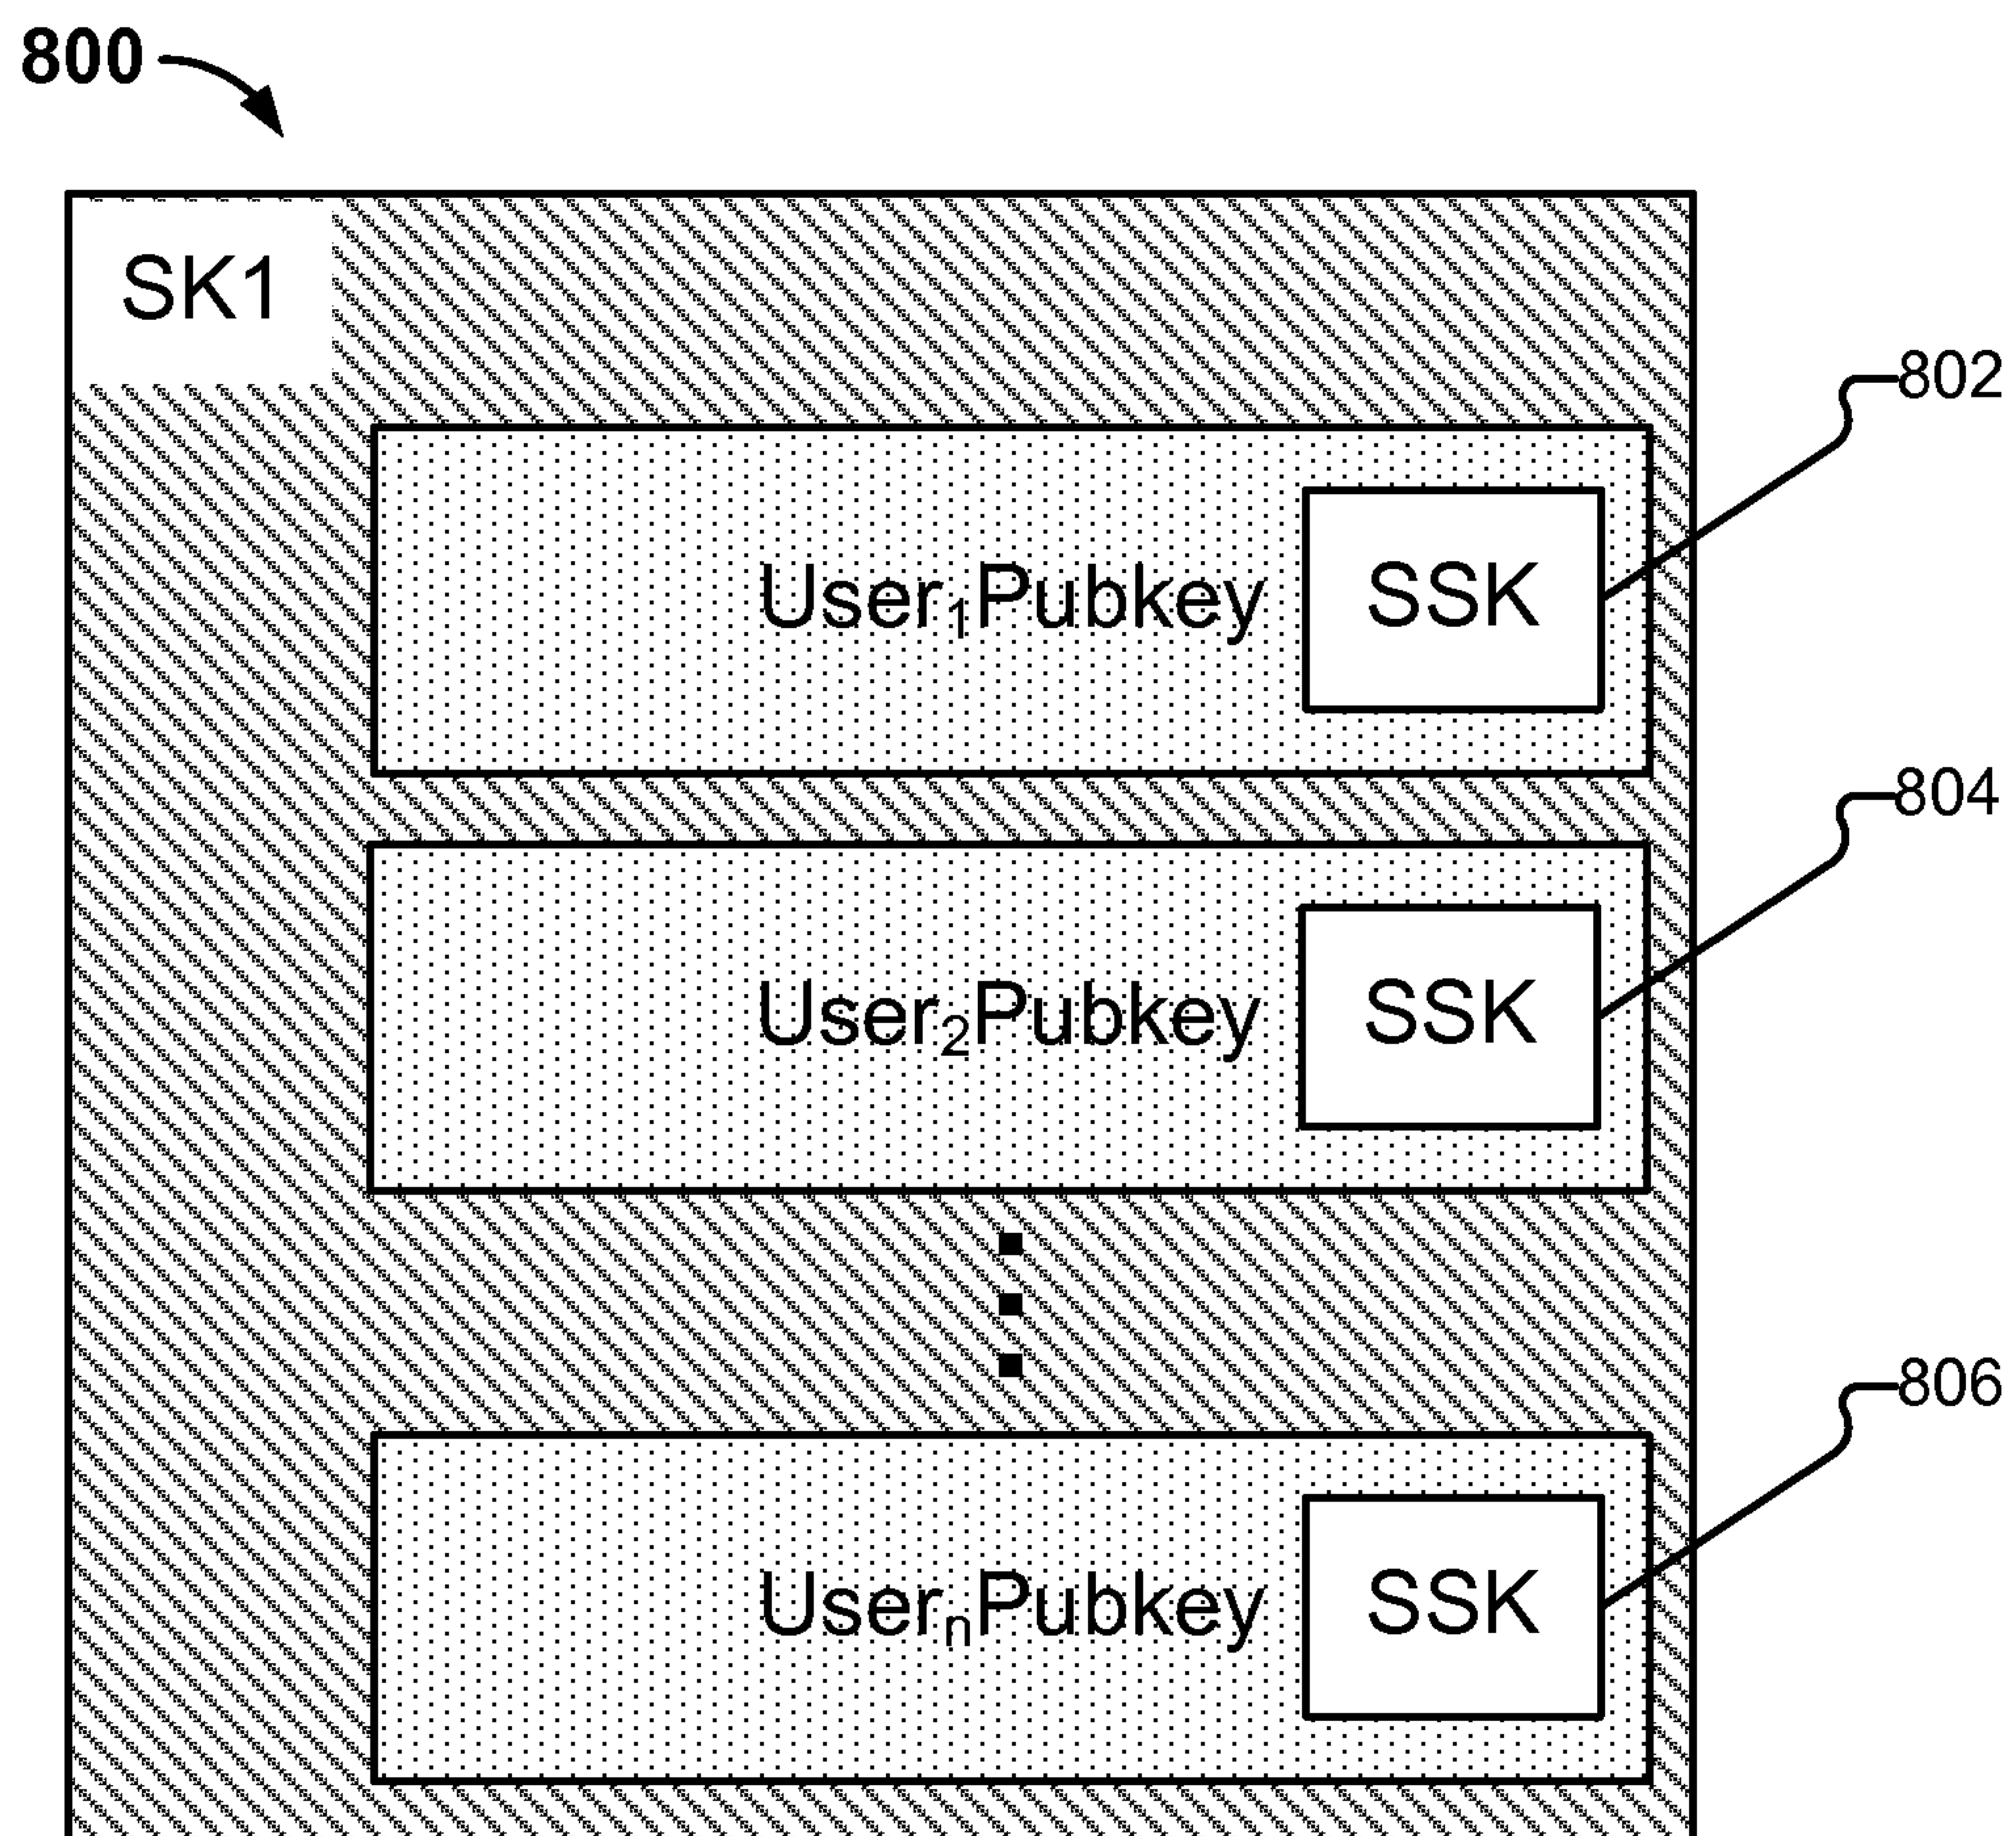 800
SK1
802
User₁Pubkey SSK
804
User₂Pubkey SSK
806
UserₙPubkey SSK